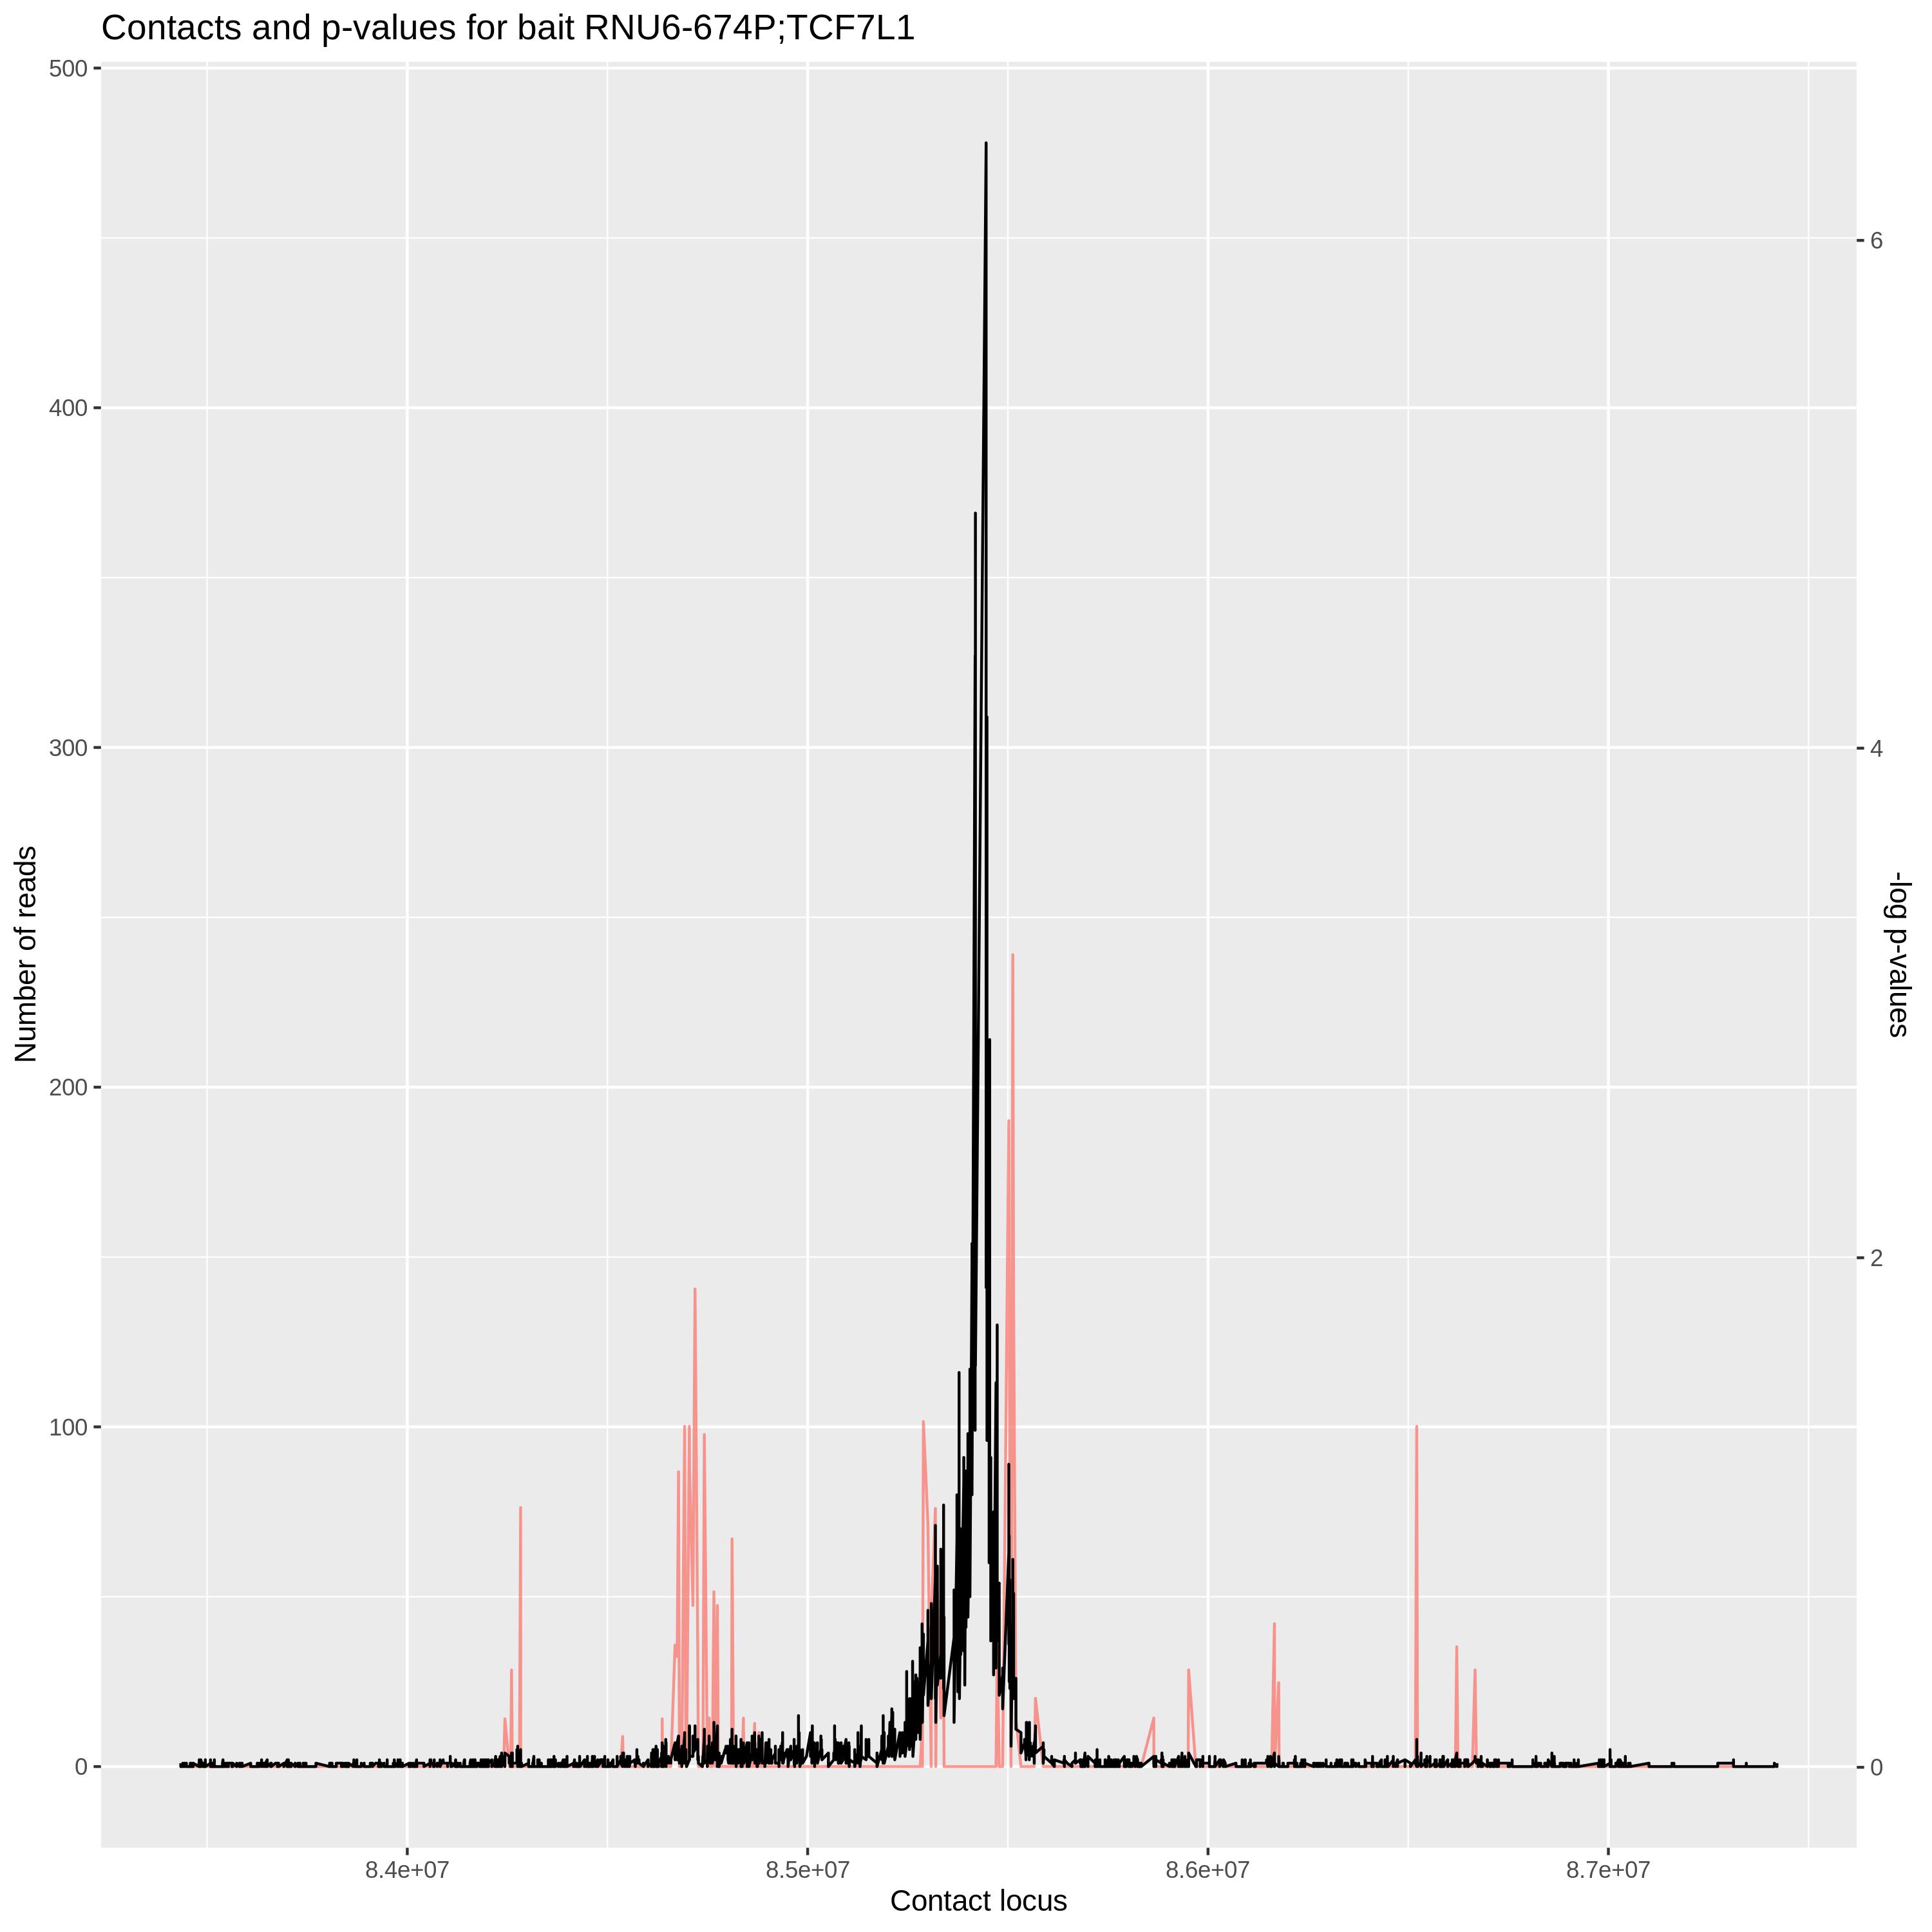 Contacts and p-values for bait RNU6-674P;TCF7L1
500
400
300
200
100
0
Number of reads
6
4
2
0
-log p-values
8.4e+07 8.5e+07 8.6e+07 8.7e+07
Contact locus